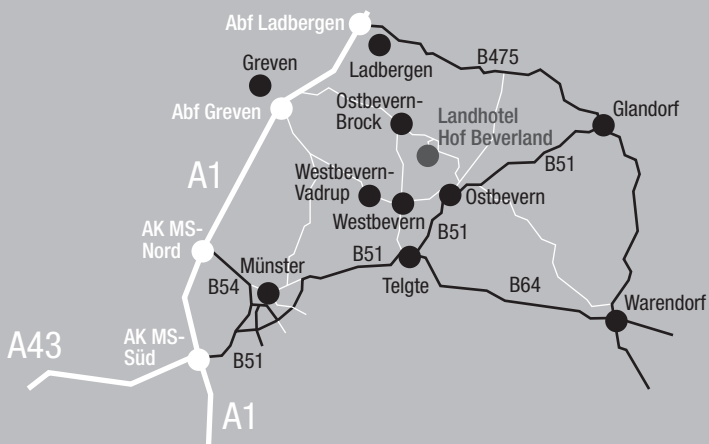 Abf Ladbergen
Greven
Ladbergen
B475
Abf Greven
Ostbevern-
Brock
Landhotel
Hof Beverland
Glandorf
A1
Westbevern-
Vadrup
B51
Ostbevern
Westbevern
AK MS-
Nord
B51
Münster
B51
B54
Telgte
B64
Warendorf
A43
AK MS-
Süd
B51
A1